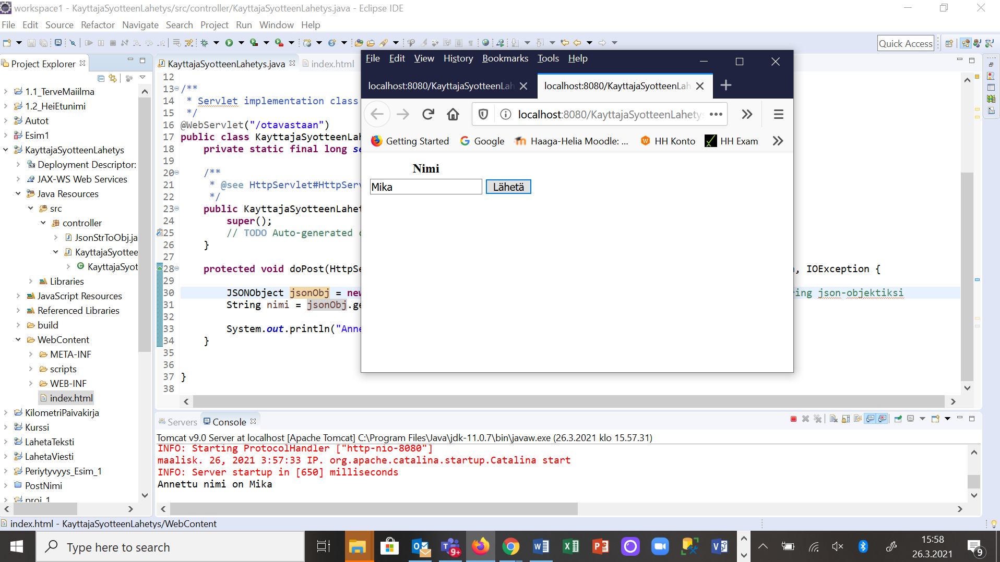 workspace1 - KayttajaSyotteenLahetys/src/controller/KayttajaSyotteenLahetys.java - Eclipse IDE
File Edit Source Refactor Navigate Search Project Run Window Help
Quick Access
Project Explorer
1.1_TerveMaiilma
1.2_HeiEtunimi
Autot
Esim1
KayttajaSyotteenLahetys
Deployment Descriptor:
JAX-WS Web Services
Java Resources
src
controller
JsonStrToObj.ja
KayttajaSyottee
KayttajaSyot
Libraries
JavaScript Resources
Referenced Libraries
build
WebContent
META-INF
scripts
WEB-INF
index.html
KilometriPaivakirja
Kurssi
LahetaTeksti
LahetaViesti
Periytyvyys_Esim_1
PostNimi
proj_1
KayttajaSyotteenLahetys.java index.html
12
13 /**
14 * Servlet implementation class
15 */
16 @WebServlet("/otavastaan")
17 public class KayttajaSyotteenLah
18 private static final long se
19
20 /**
21 * @see HttpServlet#HttpServ
22 */
23 public KayttajaSyotteenLahet
24 super();
25 // TODO Auto-generated c
26 }
27
28 protected void doPost(HttpSe , IOException {
29
30 JSONObject jsonObj = new ing json-objektiksi
31 String nimi = jsonObj.ge
32
33 System.out.println("Anne
34 }
35
36
37 }
38
File Edit View History Bookmarks Tools Help
localhost:8080/KayttajaSyotteenLah
localhost:8080/KayttajaSyotteenLah
localhost:8080/KayttajaSyotteenLahetys
Getting Started Google Haaga-Helia Moodle: ... HH Konto HH Exam
Nimi
Mika Lähetä
Servers Console
Tomcat v9.0 Server at localhost [Apache Tomcat] C:\Program Files\Java\jdk-11.0.7\bin\javaw.exe (26.3.2021 klo 15.57.31)
INFO: Starting ProtocolHandler ["http-nio-8080"]
maalisk. 26, 2021 3:57:33 IP. org.apache.catalina.startup.Catalina start
INFO: Server startup in [650] milliseconds
Annettu nimi on Mika
index.html - KayttajaSyotteenLahetys/WebContent
Type here to search
9+
15:58
26.3.2021
9